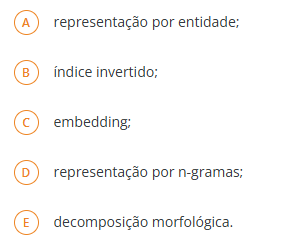 A representação por entidade;
B índice invertido;
C embedding;
D representação por n-gramas;
E decomposição morfológica.